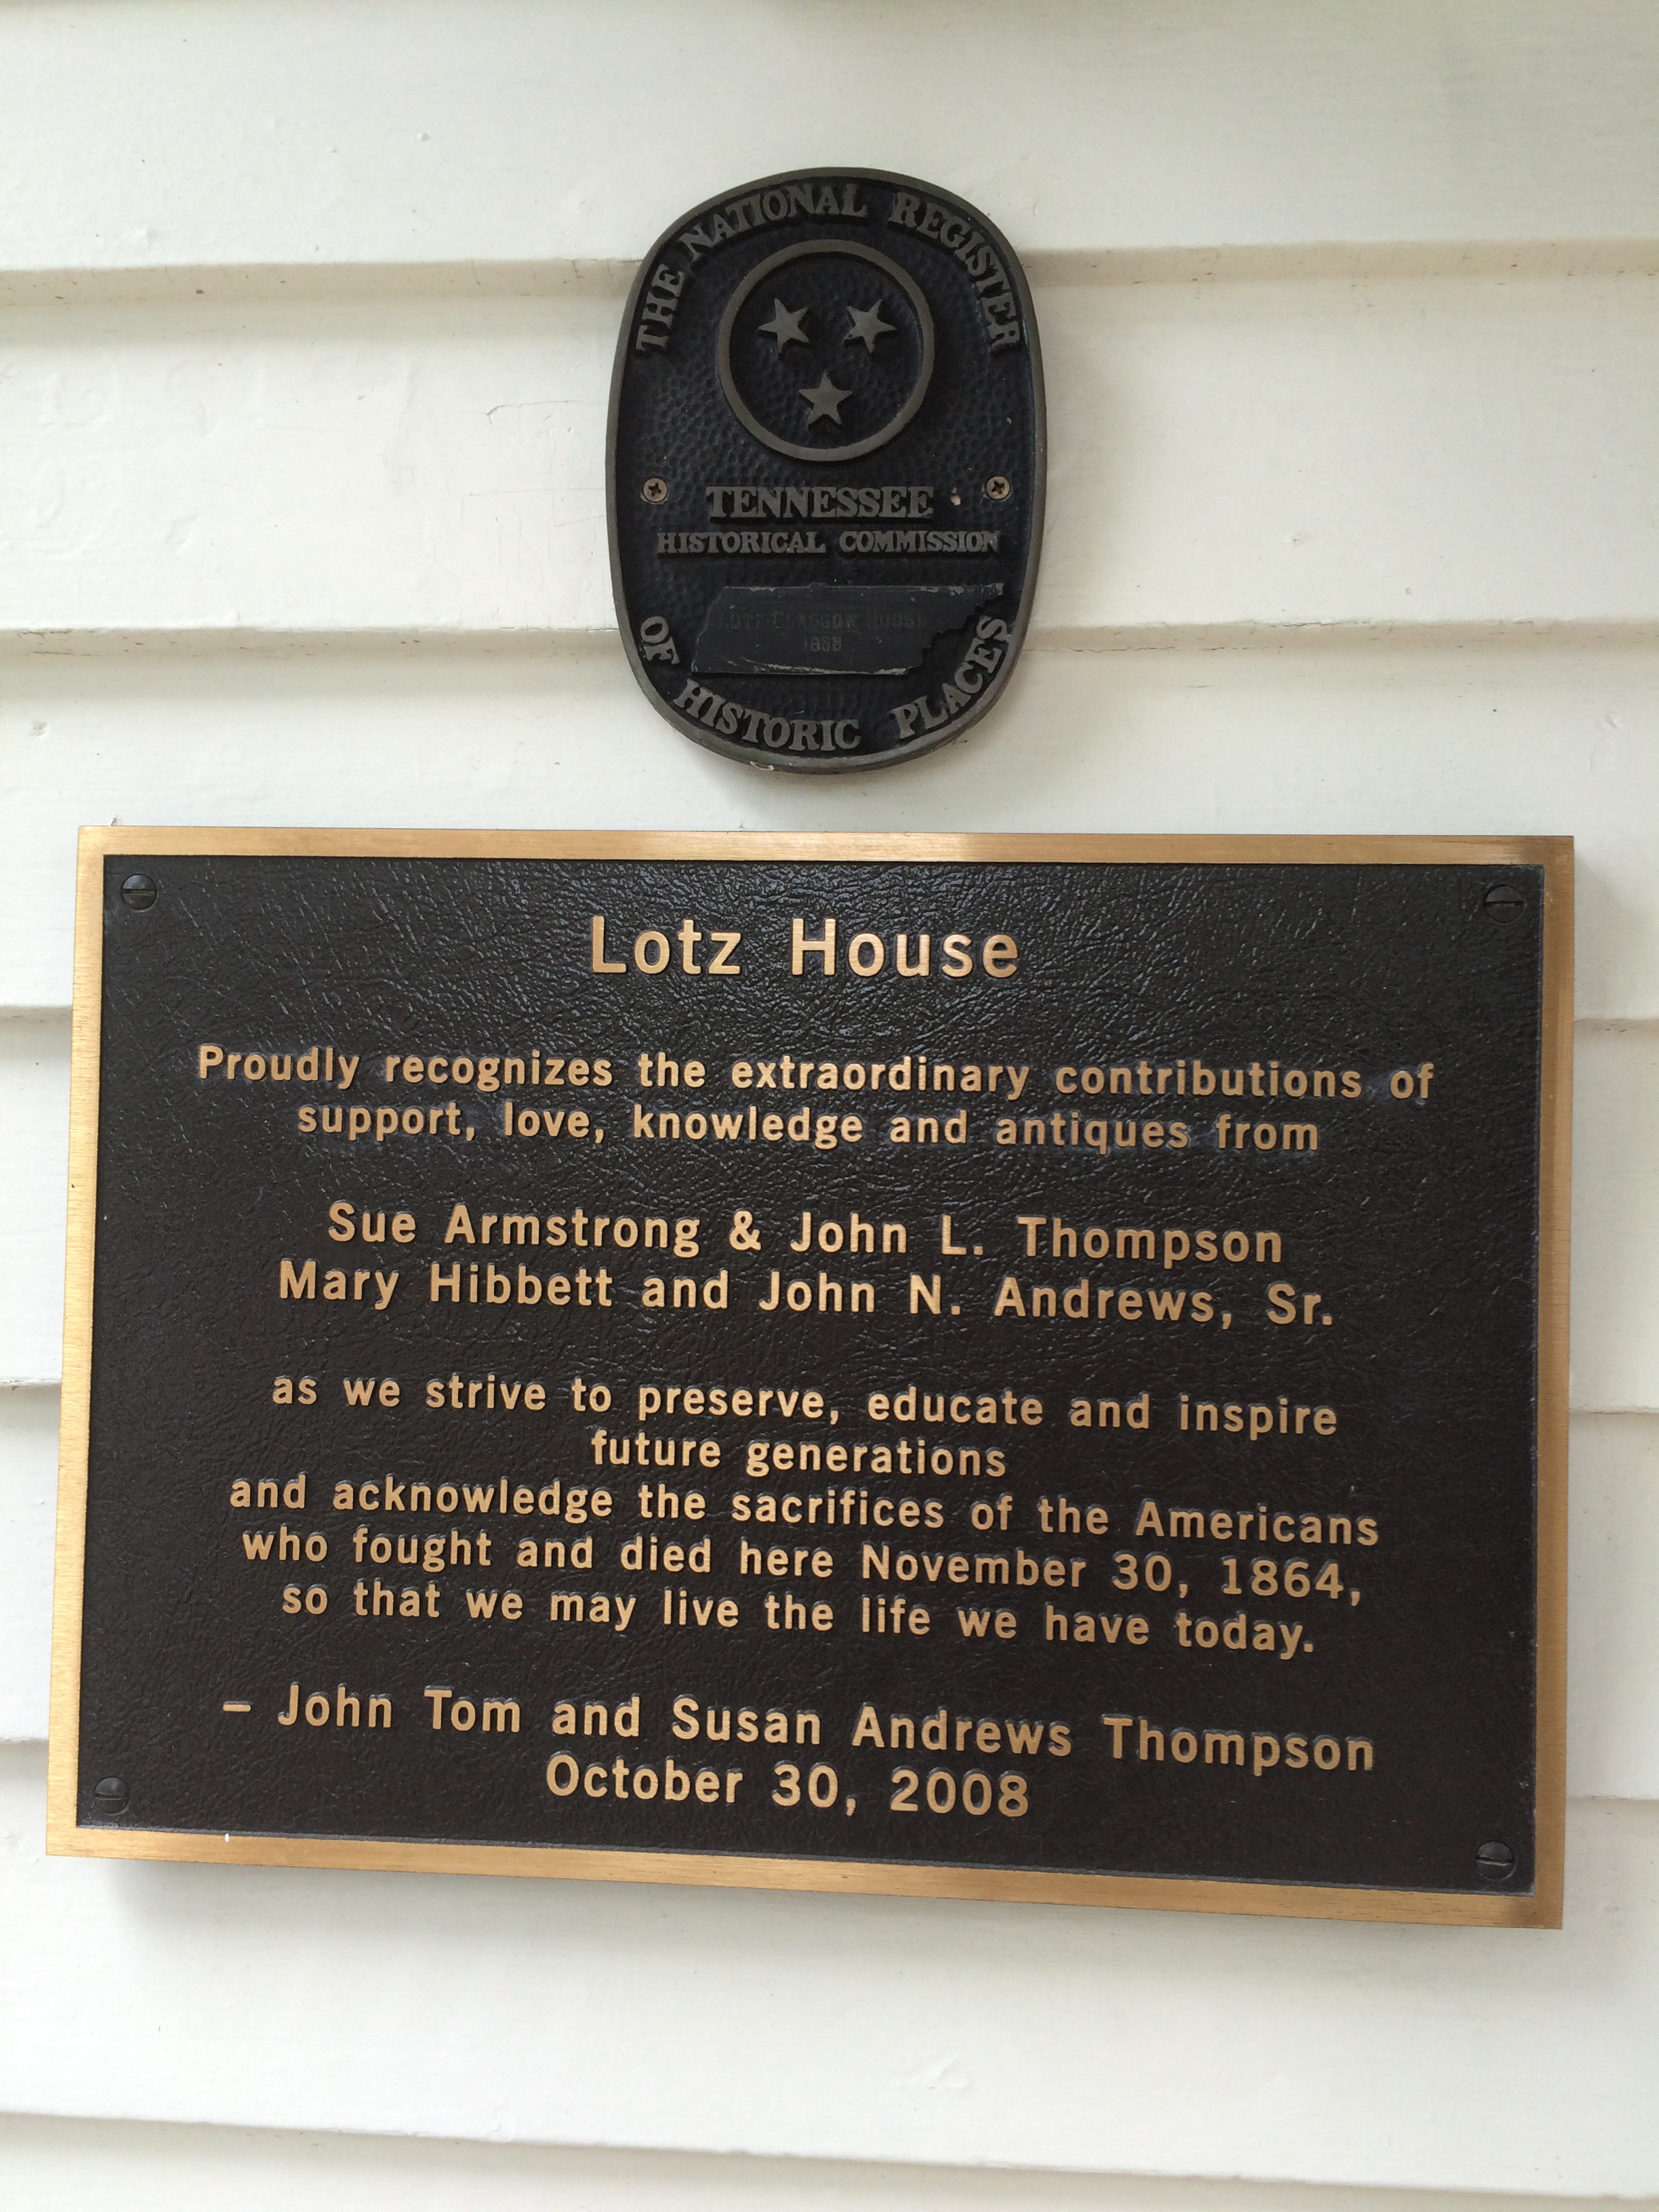 THE NATIONAL REGISTER
TENNESSEE
HISTORICAL COMMISSION
LOTZ-GLASGOW HOUSE
1858
OF HISTORIC PLACES
Lotz House
Proudly recognizes the extraordinary contributions of
support, love, knowledge and antiques from
Sue Armstrong & John L. Thompson
Mary Hibbett and John N. Andrews, Sr.
as we strive to preserve, educate and inspire
future generations
and acknowledge the sacrifices of the Americans
who fought and died here November 30, 1864,
so that we may live the life we have today.
– John Tom and Susan Andrews Thompson
October 30, 2008